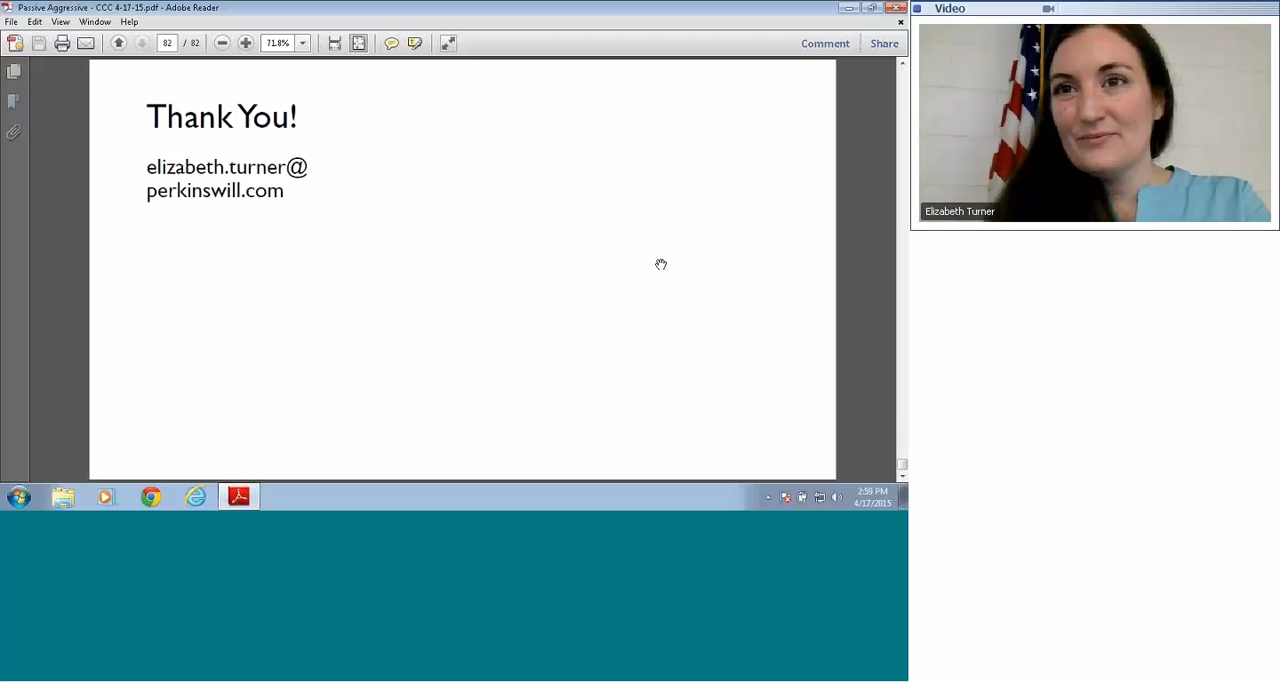 Passive Aggressive - CCC 4-17-15.pdf - Adobe Reader
File Edit View Window Help
82 / 82 71.8% Comment Share
Thank You!
elizabeth.turner@
perkinswill.com
2:59 PM
4/17/2015
Video
Elizabeth Turner